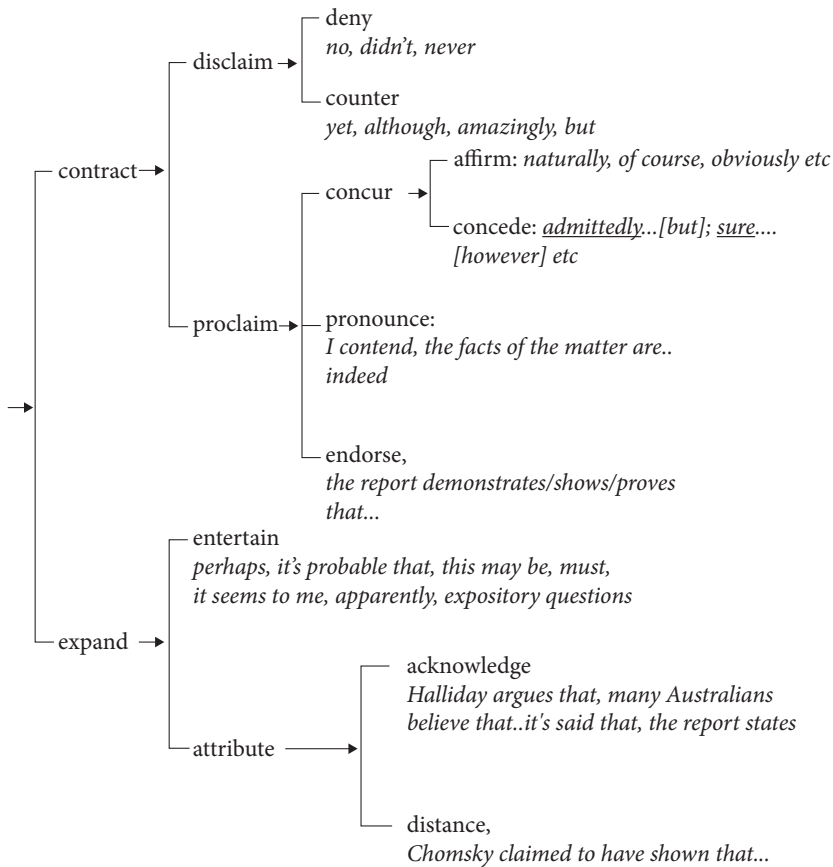 deny
no, didn't, never
disclaim
counter
yet, although, amazingly, but
contract
affirm: naturally, of course, obviously etc
concur
concede: admittedly...[but]; sure....
[however] etc
proclaim
pronounce:
I contend, the facts of the matter are..
indeed
endorse,
the report demonstrates/shows/proves
that...
entertain
perhaps, it's probable that, this may be, must,
it seems to me, apparently, expository questions
expand
acknowledge
Halliday argues that, many Australians
believe that..it's said that, the report states
attribute
distance,
Chomsky claimed to have shown that...